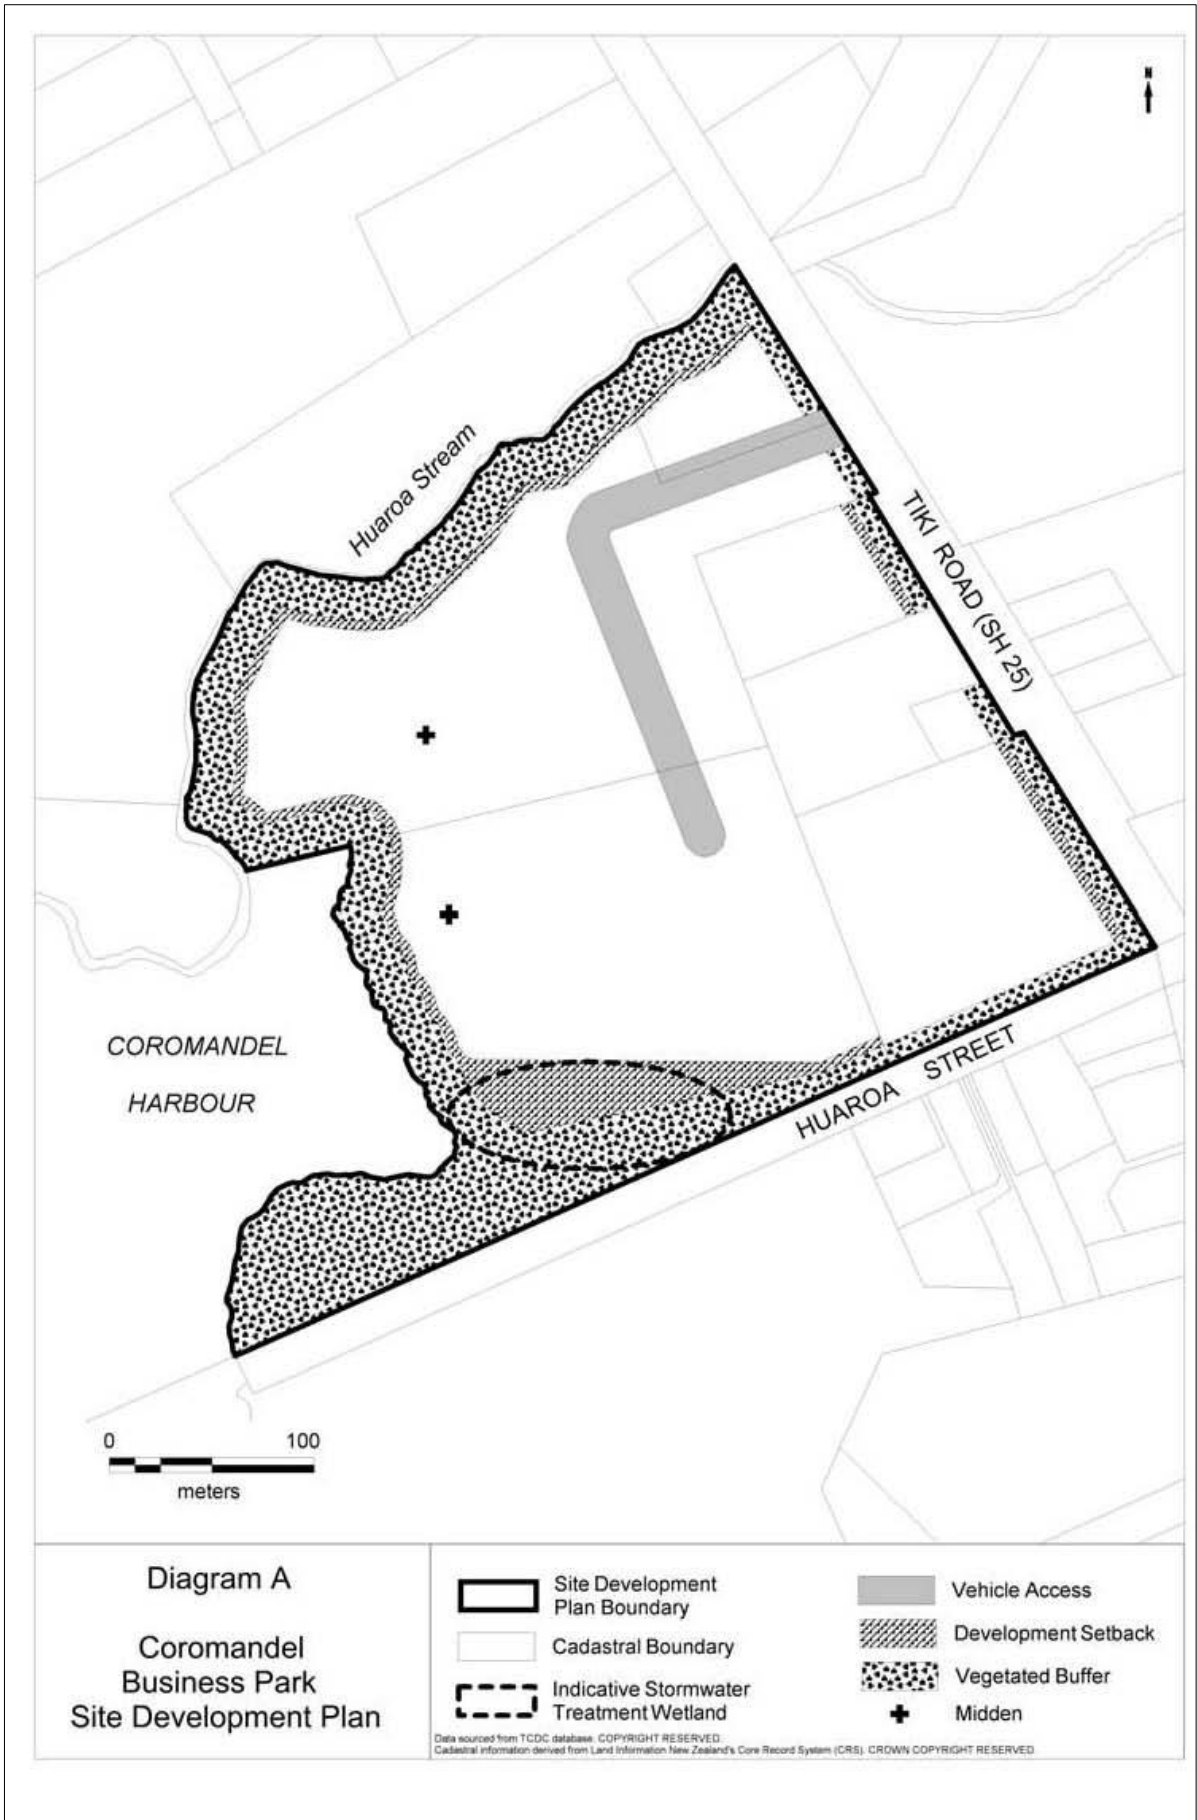 N
Huaroa Stream
TIKI ROAD (SH 25)
COROMANDEL
HARBOUR
HUAROA STREET
0 100
meters
Diagram A
Coromandel
Business Park
Site Development Plan
Site Development
Plan Boundary
Cadastral Boundary
Indicative Stormwater
Treatment Wetland
Vehicle Access
Development Setback
Vegetated Buffer
Midden
Data sourced from TCDC database. COPYRIGHT RESERVED.
Cadastral information derived from Land Information New Zealand's Core Record System (CRS). CROWN COPYRIGHT RESERVED